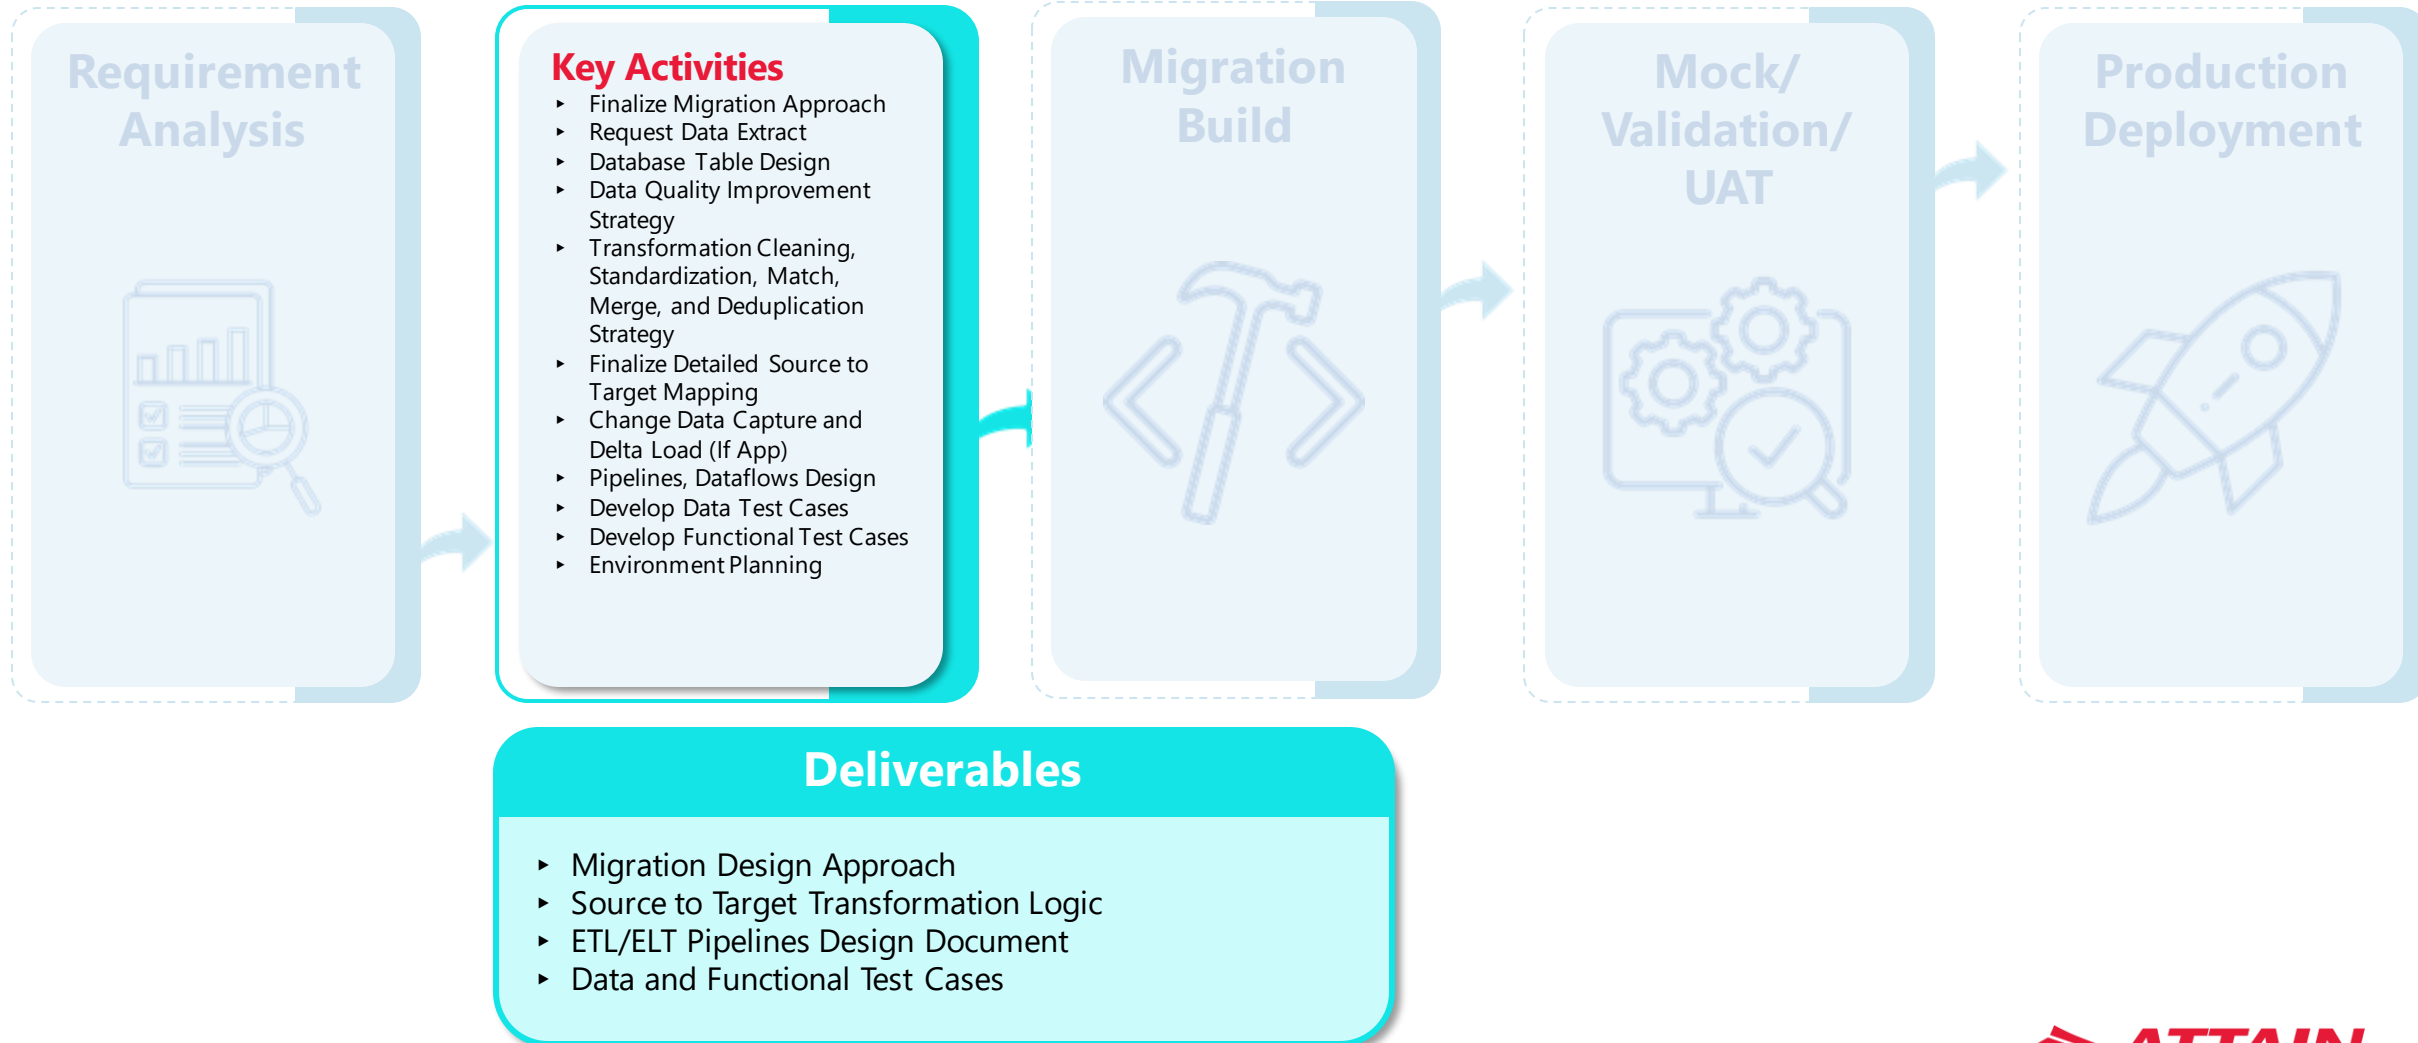 Requirement
Analysis
Key Activities
‣ Finalize Migration Approach
‣ Request Data Extract
‣ Database Table Design
‣ Data Quality Improvement
Strategy
‣ Transformation Cleaning,
Standardization, Match,
Merge, and Deduplication
Strategy
‣ Finalize Detailed Source to
Target Mapping
‣ Change Data Capture and
Delta Load (If App)
‣ Pipelines, Dataflows Design
‣ Develop Data Test Cases
‣ Develop Functional Test Cases
‣ Environment Planning
Migration
Build
Mock/
Validation/
UAT
Production
Deployment
Deliverables
‣ Migration Design Approach
‣ Source to Target Transformation Logic
‣ ETL/ELT Pipelines Design Document
‣ Data and Functional Test Cases
ATTAIN